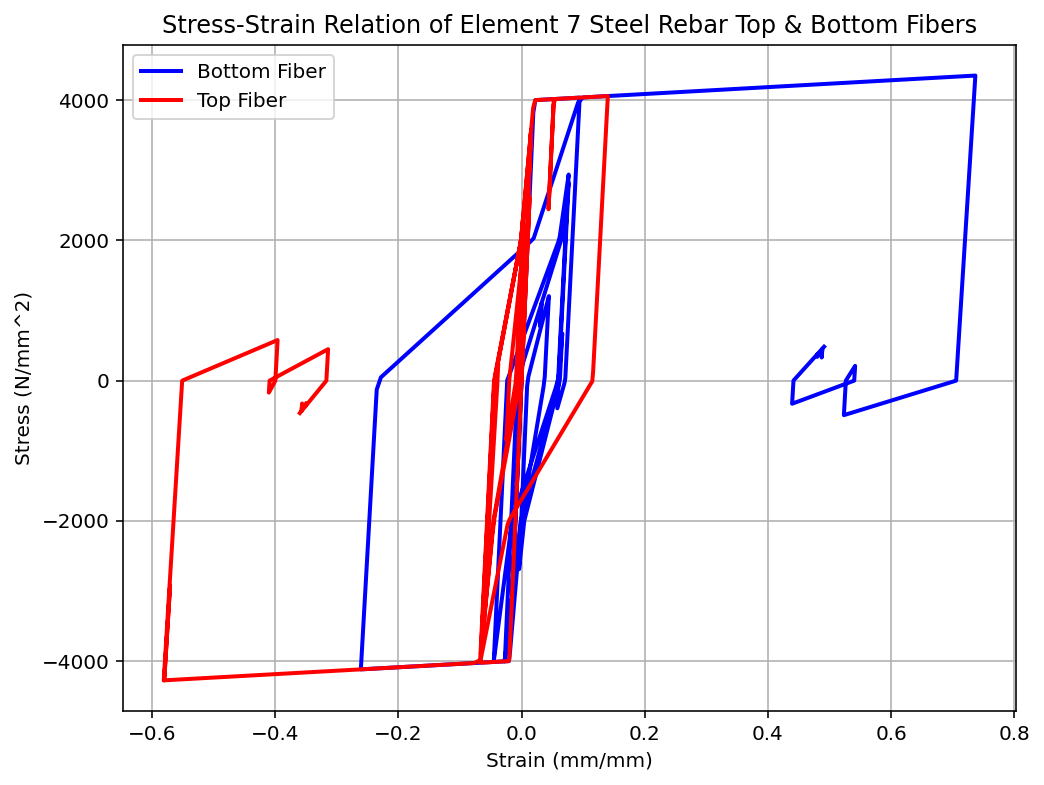 Stress-Strain Relation of Element 7 Steel Rebar Top & Bottom Fibers
Bottom Fiber
Top Fiber
4000
2000
0
−2000
−4000
Stress (N/mm^2)
−0.6
−0.4
−0.2
0.0
0.2
0.4
0.6
0.8
Strain (mm/mm)